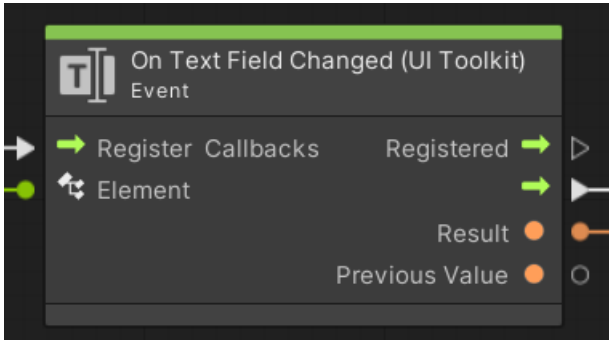 On Text Field Changed (UI Toolkit)
Event
Register Callbacks Registered
Element
Result
Previous Value